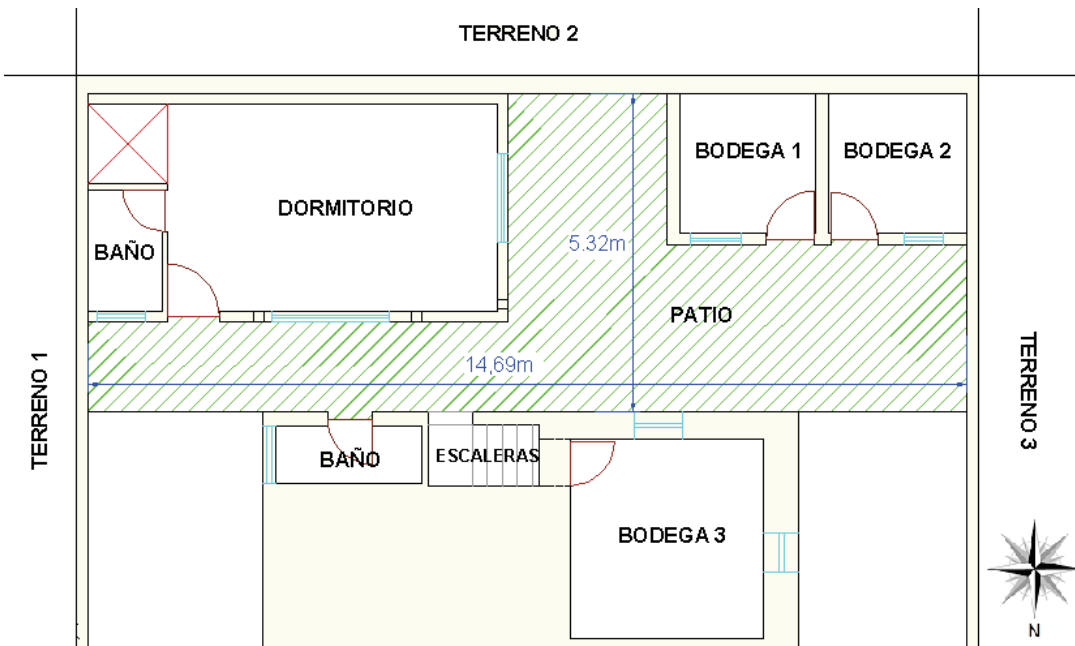 TERRENO 2
BODEGA 1
BODEGA 2
DORMITORIO
5.32m
BAÑO
PATIO
14,69m
TERRENO 1
TERRENO 3
BAÑO
ESCALERAS
BODEGA 3
N